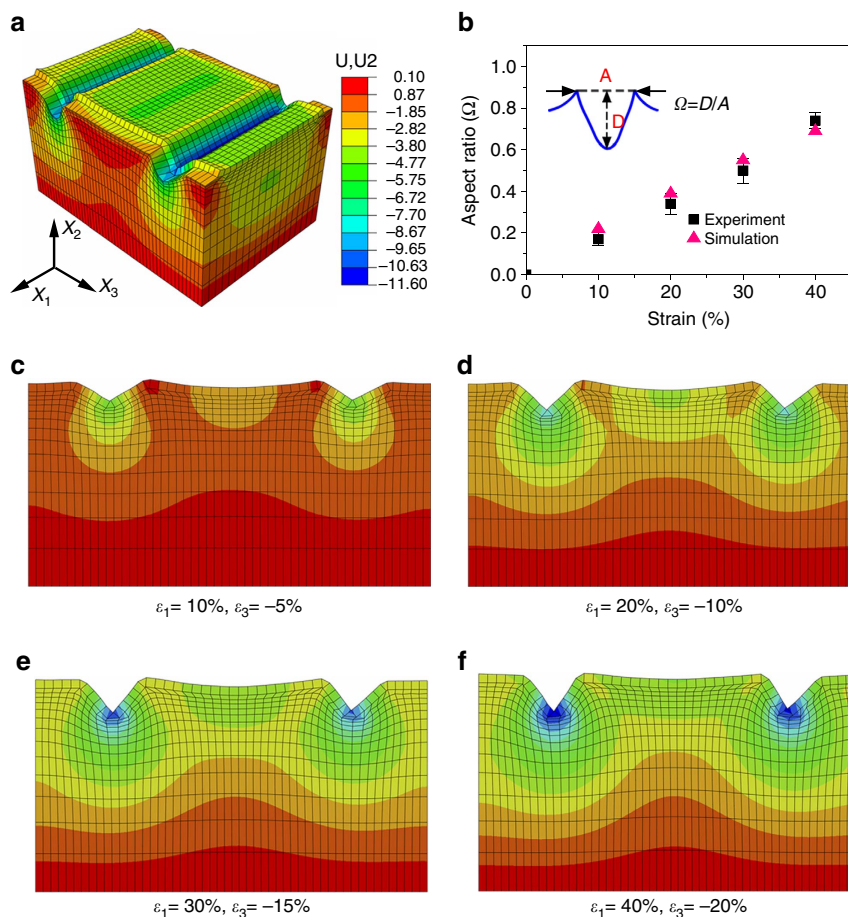 a
U,U2
0.10
0.87
−1.85
−2.82
−3.80
−4.77
−5.75
−6.72
−7.70
−8.67
−9.65
−10.63
−11.60
X2
X1
X3
b
Aspect ratio (Ω)
1.0
0.8
0.6
0.4
0.2
0.0
A
D
Ω=D/A
Experiment
Simulation
0 10 20 30 40
Strain (%)
c
ε1= 10%, ε3= −5%
d
ε1= 20%, ε3= −10%
e
ε1= 30%, ε3= −15%
f
ε1= 40%, ε3= −20%